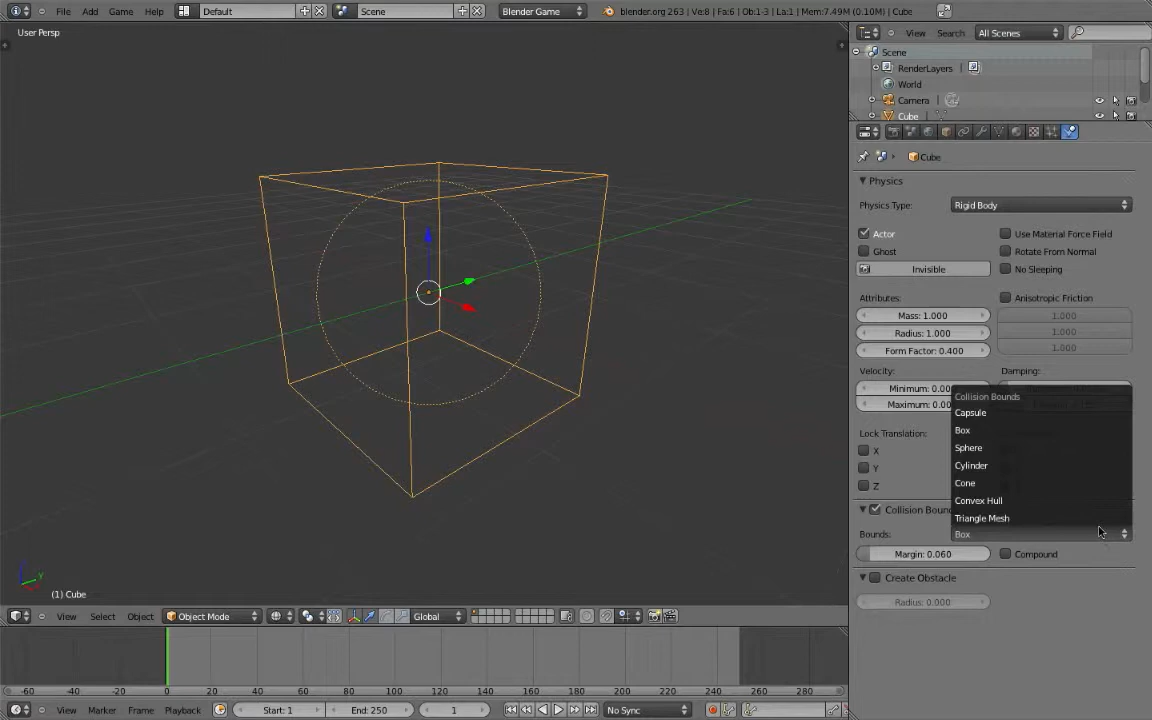 File Add Game Help Default Scene Blender Game blender.org 263 | Ve:8 | Fa:6 | Ob:1-3 | La:1 | Mem:7.49M (0.10M) | Cube
User Persp
View Search All Scenes
Scene
RenderLayers
World
Camera
Cube
Cube
Physics
Physics Type: Rigid Body
Actor Use Material Force Field
Ghost Rotate From Normal
Invisible No Sleeping
Attributes: Anisotropic Friction
Mass: 1.000 1.000
Radius: 1.000 1.000
Form Factor: 0.400 1.000
Velocity: Damping:
Minimum: 0.00
Maximum: 0.00
Collision Bounds
Capsule
Box
Sphere
Cylinder
Cone
Convex Hull
Triangle Mesh
Lock Translation:
X
Y
Z
Collision Boun
Bounds: Box
Margin: 0.060 Compound
Create Obstacle
Radius: 0.000
(1) Cube
View Select Object Object Mode Global
-60 -40 -20 0 20 40 60 80 100 120 140 160 180 200 220 240 260 280
View Marker Frame Playback Start: 1 End: 250 1 No Sync